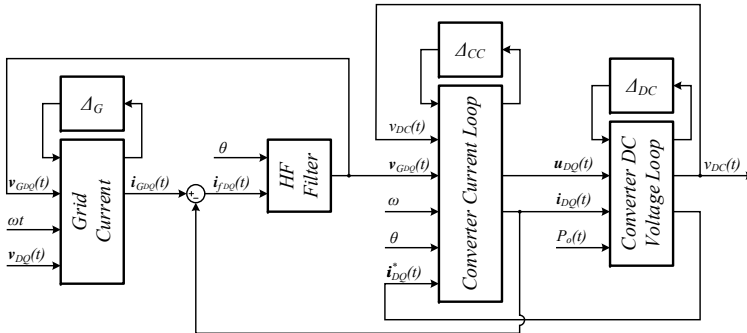 Δ_G
v_GDQ(t)
ωt
v_DQ(t)
Grid
Current
i_GDQ(t)
+
−
i_fDQ(t)
θ
HF
Filter
Δ_CC
v_DC(t)
v_GDQ(t)
ω
θ
i*_DQ(t)
Converter Current Loop
u_DQ(t)
i_DQ(t)
P_o(t)
Δ_DC
Converter DC
Voltage Loop
v_DC(t)